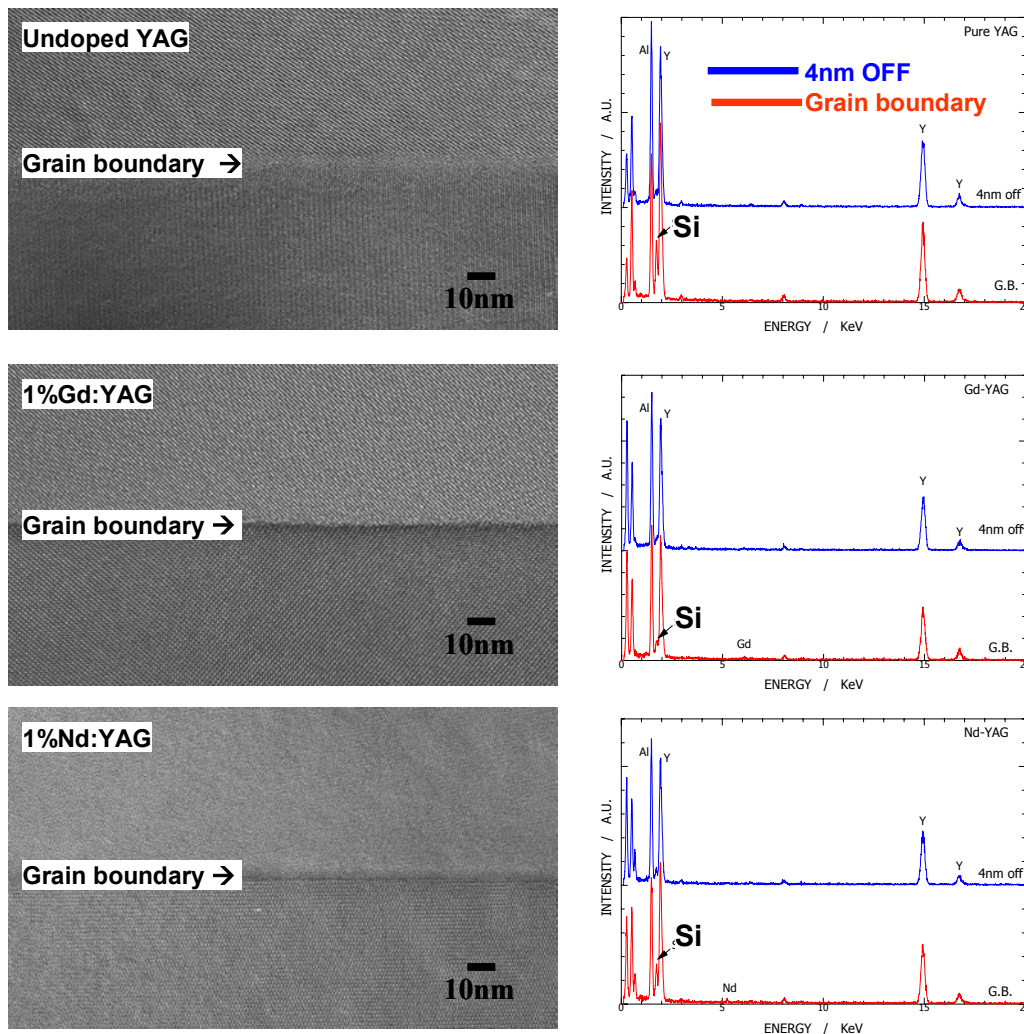 Undoped YAG
Grain boundary →
10nm
Pure YAG
Al
Y
4nm OFF
Grain boundary
Y
Y
4nm off
Si
G.B.
INTENSITY / A.U.
0 5 10 15 2
ENERGY / KeV
1%Gd:YAG
Grain boundary →
10nm
Gd-YAG
Al
Y
Y
Y
4nm off
Si
Gd
G.B.
INTENSITY / A.U.
0 5 10 15 2
ENERGY / KeV
1%Nd:YAG
Grain boundary →
10nm
Nd-YAG
Al
Y
Y
Y
4nm off
Si
Nd
G.B.
INTENSITY / A.U.
0 5 10 15 2
ENERGY / KeV